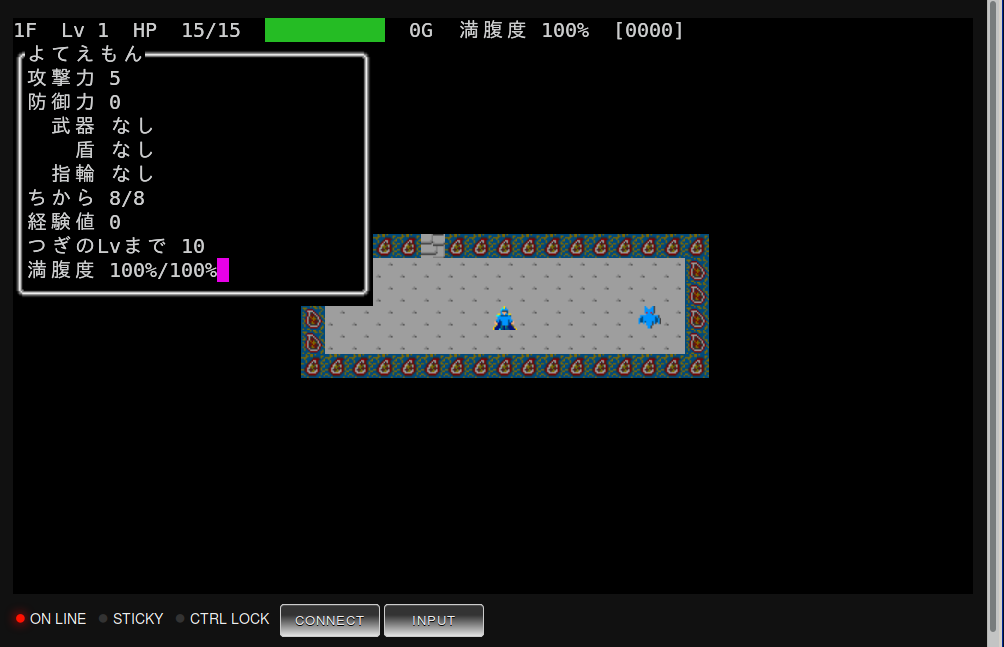 1F Lv 1 HP 15/15 0G 満腹度 100% [0000]
よてえもん
攻撃力 5
防御力 0
武器 なし
盾 なし
指輪 なし
ちから 8/8
経験値 0
つぎのLvまで 10
満腹度 100%/100%
ON LINE STICKY CTRL LOCK CONNECT INPUT